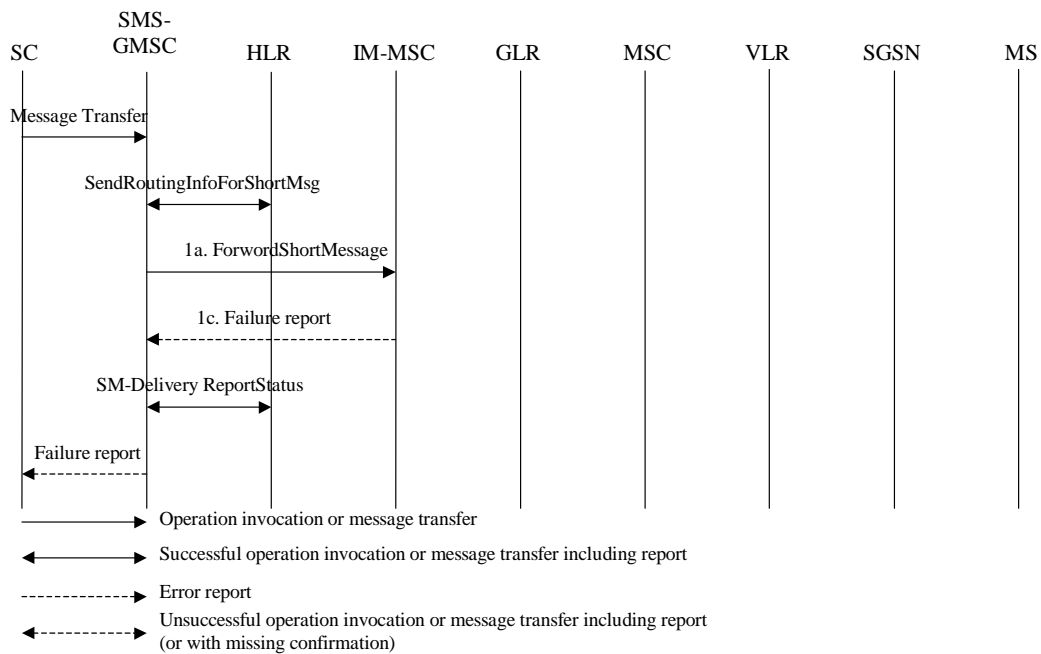 SMS-
GMSC
SC
HLR
IM-MSC
GLR
MSC
VLR
SGSN
MS
Message Transfer
SendRoutingInfoForShortMsg
1a. ForwordShortMessage
1c. Failure report
SM-Delivery ReportStatus
Failure report
Operation invocation or message transfer
Successful operation invocation or message transfer including report
Error report
Unsuccessful operation invocation or message transfer including report
(or with missing confirmation)